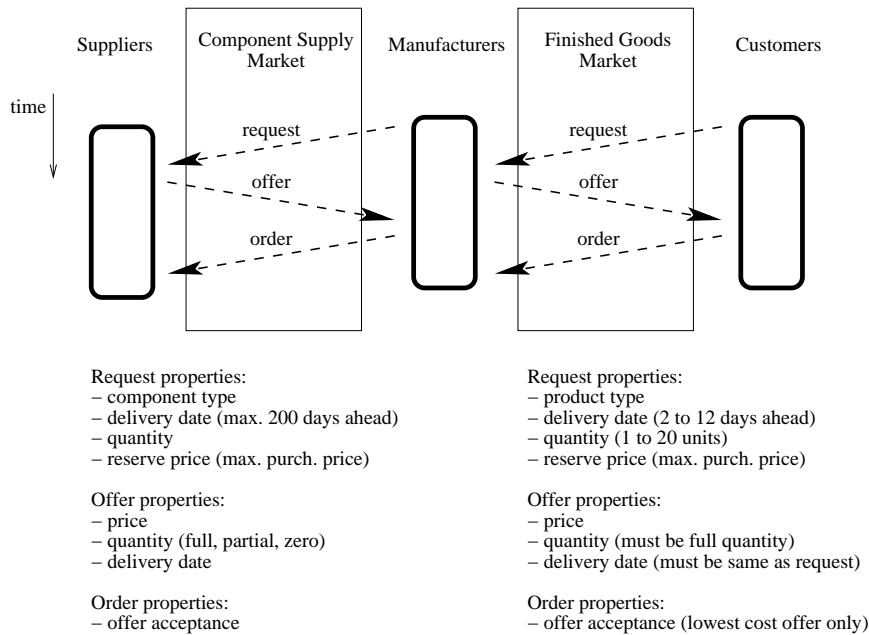 Suppliers
Component Supply
Market
Manufacturers
Finished Goods
Market
Customers
time
request
offer
order
request
offer
order
Request properties:
– component type
– delivery date (max. 200 days ahead)
– quantity
– reserve price (max. purch. price)
Offer properties:
– price
– quantity (full, partial, zero)
– delivery date
Order properties:
– offer acceptance
Request properties:
– product type
– delivery date (2 to 12 days ahead)
– quantity (1 to 20 units)
– reserve price (max. purch. price)
Offer properties:
– price
– quantity (must be full quantity)
– delivery date (must be same as request)
Order properties:
– offer acceptance (lowest cost offer only)